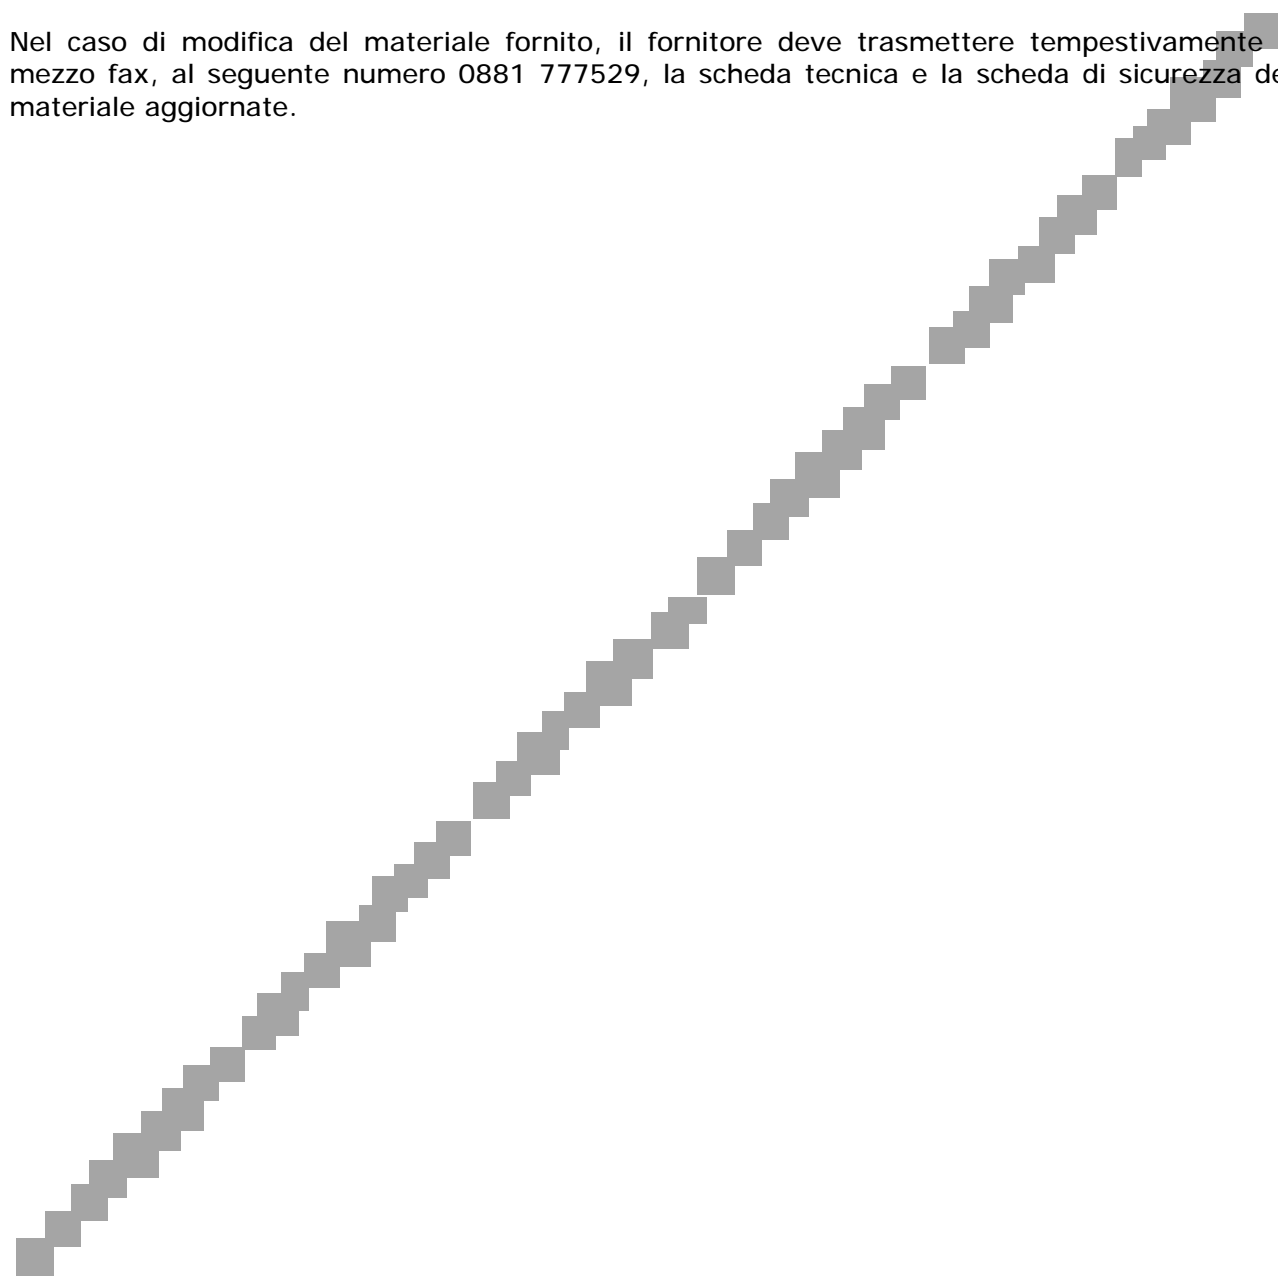 Nel caso di modifica del materiale fornito, il fornitore deve trasmettere tempestivamente
mezzo fax, al seguente numero 0881 777529, la scheda tecnica e la scheda di sicurezza
materiale aggiornate.